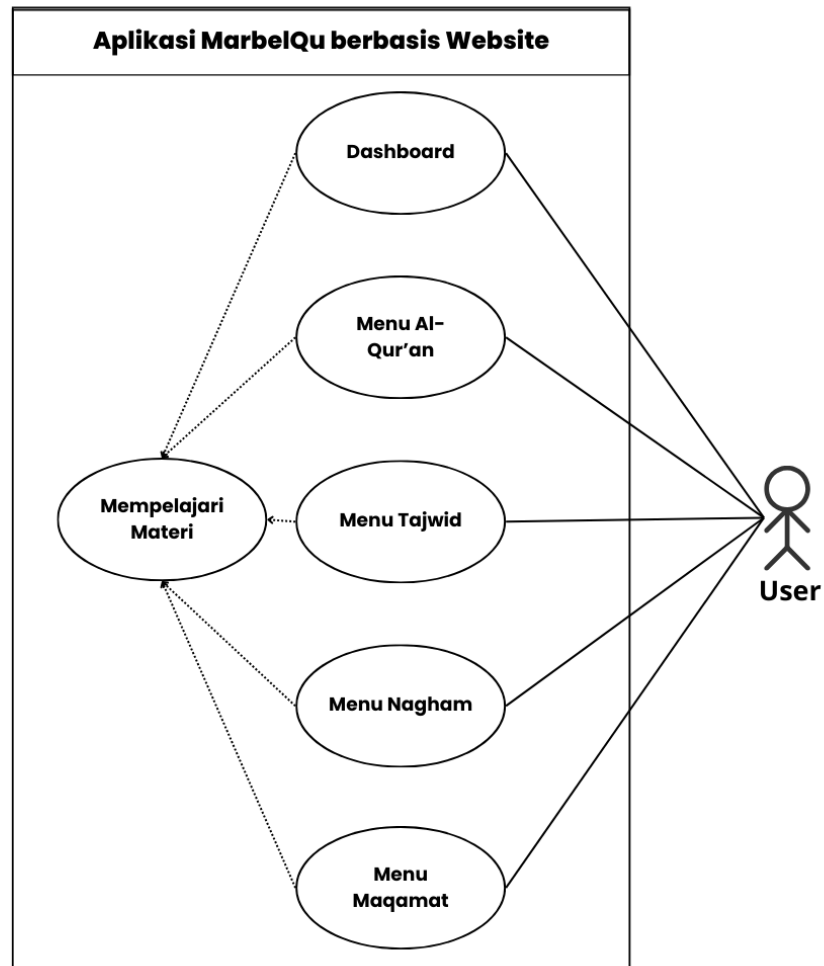 Aplikasi MarbelQu berbasis Website
Dashboard
Menu Al-
Qur’an
Mempelajari
Materi
Menu Tajwid
User
Menu Nagham
Menu
Maqamat